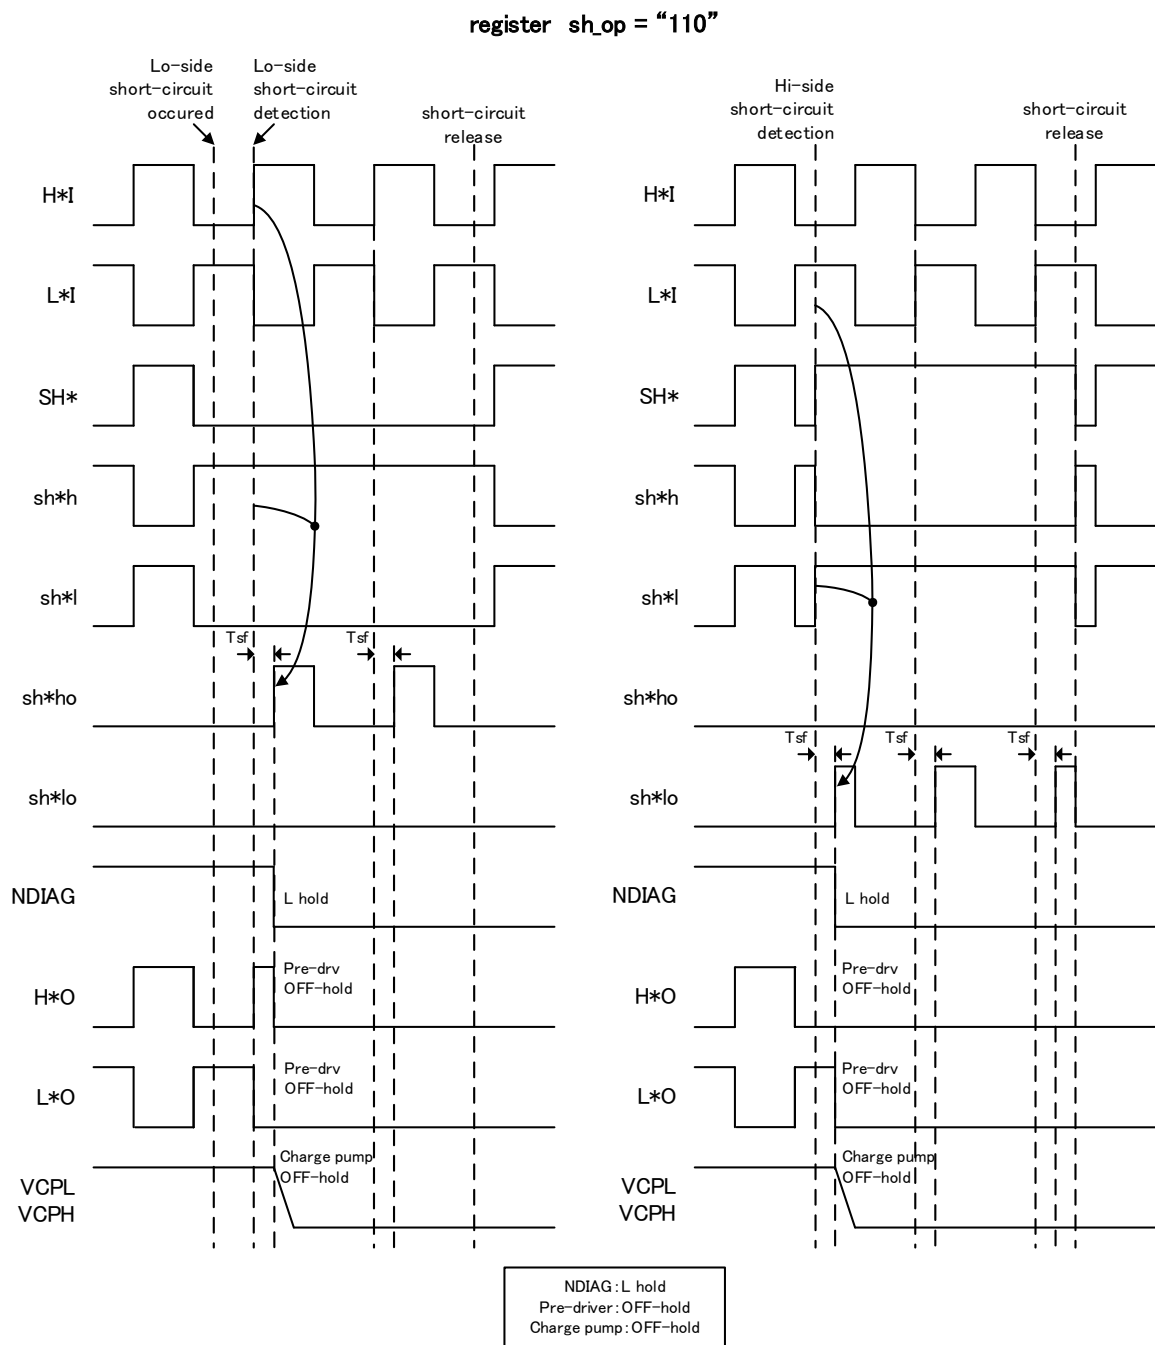 register sh_op = “110”
Lo-side
short-circuit
occured
Lo-side
short-circuit
detection
short-circuit
release
H*I
L*I
SH*
sh*h
sh*l
Tsf
Tsf
sh*ho
sh*lo
NDIAG
L hold
H*O
Pre-drv
OFF-hold
L*O
Pre-drv
OFF-hold
VCPL
VCPH
Charge pump
OFF-hold
Hi-side
short-circuit
detection
short-circuit
release
H*I
L*I
SH*
sh*h
sh*l
sh*ho
Tsf
Tsf
Tsf
sh*lo
NDIAG
L hold
H*O
Pre-drv
OFF-hold
L*O
Pre-drv
OFF-hold
VCPL
VCPH
Charge pump
OFF-hold
NDIAG:L hold
Pre-driver:OFF-hold
Charge pump:OFF-hold